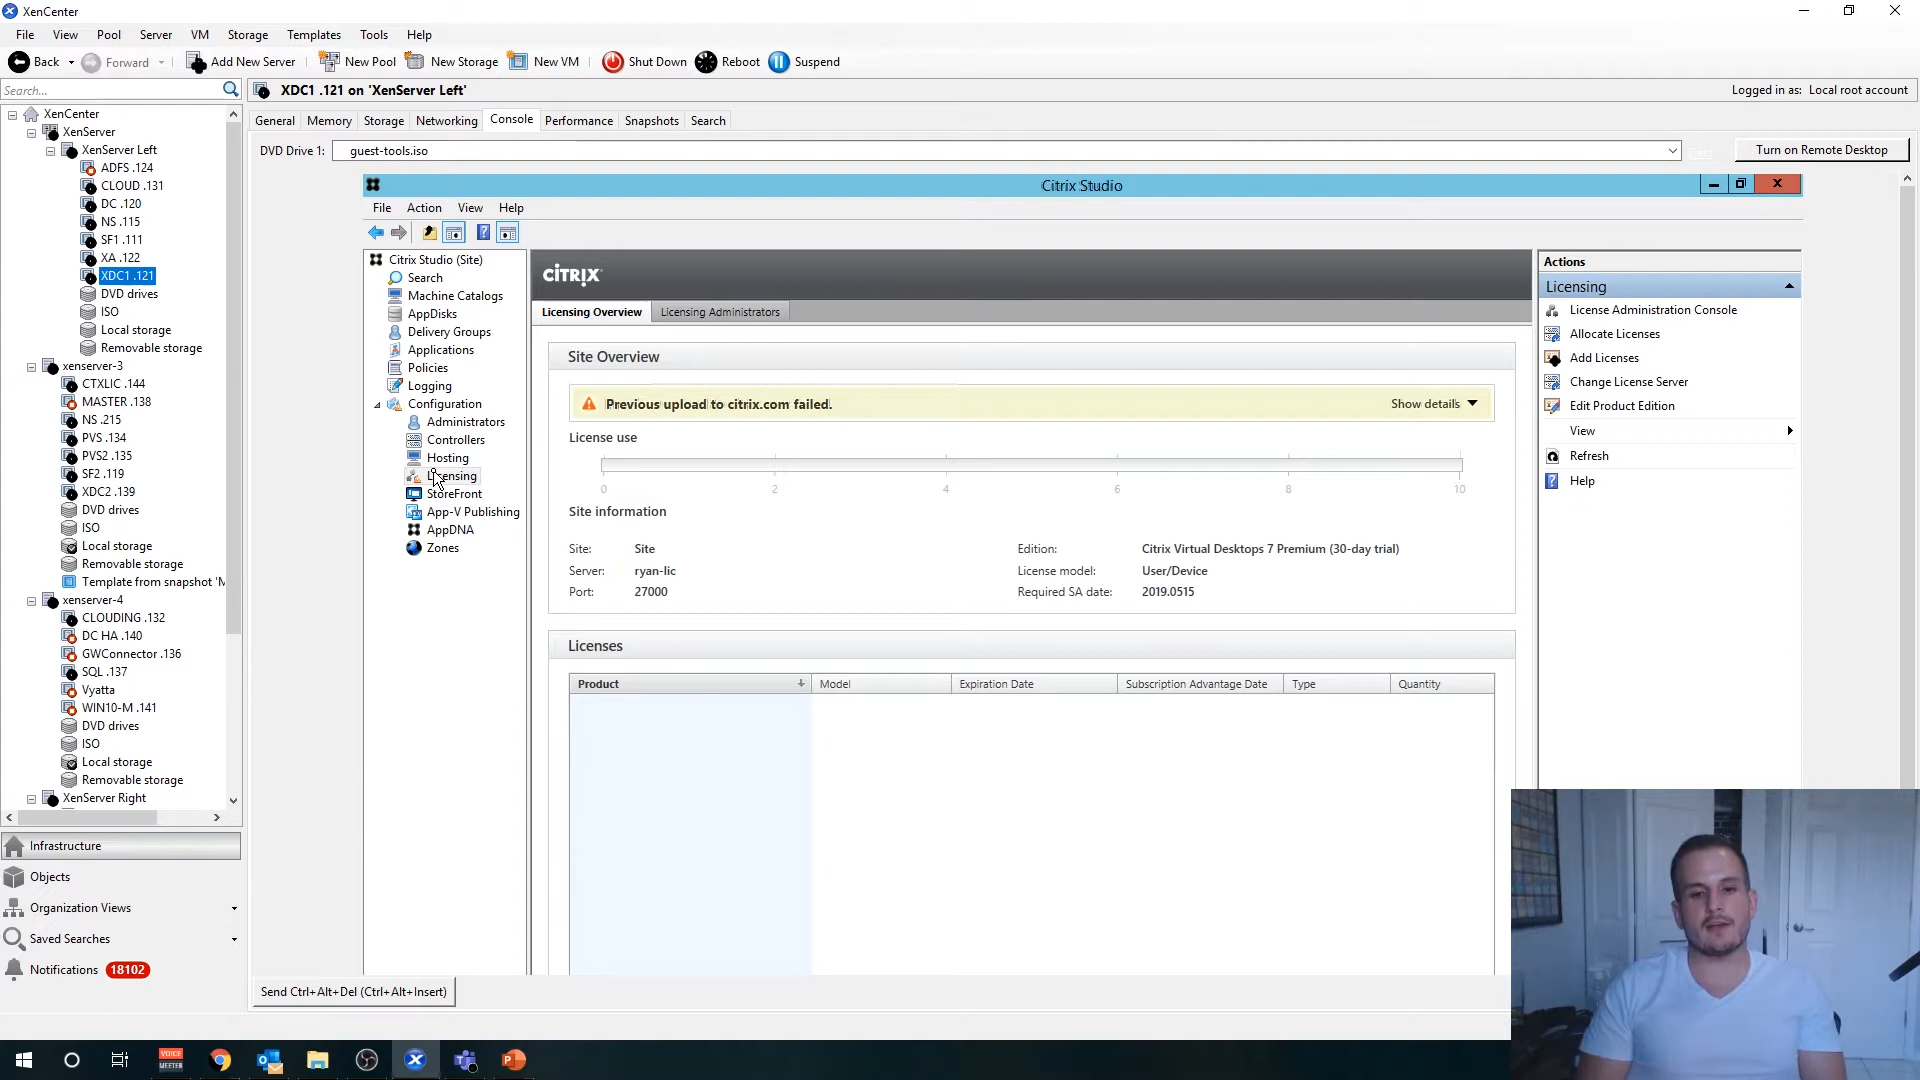 XenCenter
File View Pool Server VM Storage Templates Tools Help
Back Forward Add New Server New Pool New Storage New VM Shut Down Reboot Suspend
Search...
XDC1 .121 on 'XenServer Left'
Logged in as: Local root account
General Memory Storage Networking Console Performance Snapshots Search
DVD Drive 1: guest-tools.iso
Turn on Remote Desktop
XenCenter
XenServer
XenServer Left
ADFS .124
CLOUD .131
DC .120
NS .115
SF1 .111
XA .122
XDC1 .121
DVD drives
ISO
Local storage
Removable storage
xenserver-3
CTXLIC .144
MASTER .138
NS .215
PVS .134
PVS2 .135
SF2 .119
XDC2 .139
DVD drives
ISO
Local storage
Removable storage
Template from snapshot 'M
xenserver-4
CLOUDING .132
DC HA .140
GWConnector .136
SQL .137
Vyatta
WIN10-M .141
DVD drives
ISO
Local storage
Removable storage
XenServer Right
Infrastructure
Objects
Organization Views
Saved Searches
Notifications 18102
Citrix Studio
File Action View Help
Citrix Studio (Site)
Search
Machine Catalogs
AppDisks
Delivery Groups
Applications
Policies
Logging
Configuration
Administrators
Controllers
Hosting
Licensing
StoreFront
App-V Publishing
AppDNA
Zones
CITRIX
Licensing Overview Licensing Administrators
Site Overview
Previous upload to citrix.com failed. Show details
License use
0 2 4 6 8 10
Site information
Site: Site Edition: Citrix Virtual Desktops 7 Premium (30-day trial)
Server: ryan-lic License model: User/Device
Port: 27000 Required SA date: 2019.0515
Licenses
Product Model Expiration Date Subscription Advantage Date Type Quantity
Actions
Licensing
License Administration Console
Allocate Licenses
Add Licenses
Change License Server
Edit Product Edition
View
Refresh
Help
Send Ctrl+Alt+Del (Ctrl+Alt+Insert)
VOICE
MEETER